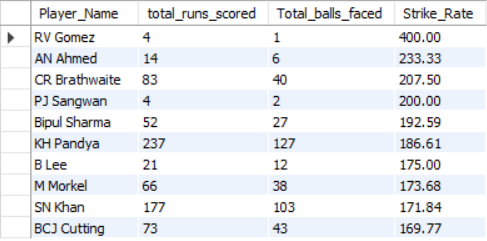 Player_Name total_runs_scored Total_balls_faced Strike_Rate
RV Gomez 4 1 400.00
AN Ahmed 14 6 233.33
CR Brathwaite 83 40 207.50
PJ Sangwan 4 2 200.00
Bipul Sharma 52 27 192.59
KH Pandya 237 127 186.61
B Lee 21 12 175.00
M Morkel 66 38 173.68
SN Khan 177 103 171.84
BCJ Cutting 73 43 169.77